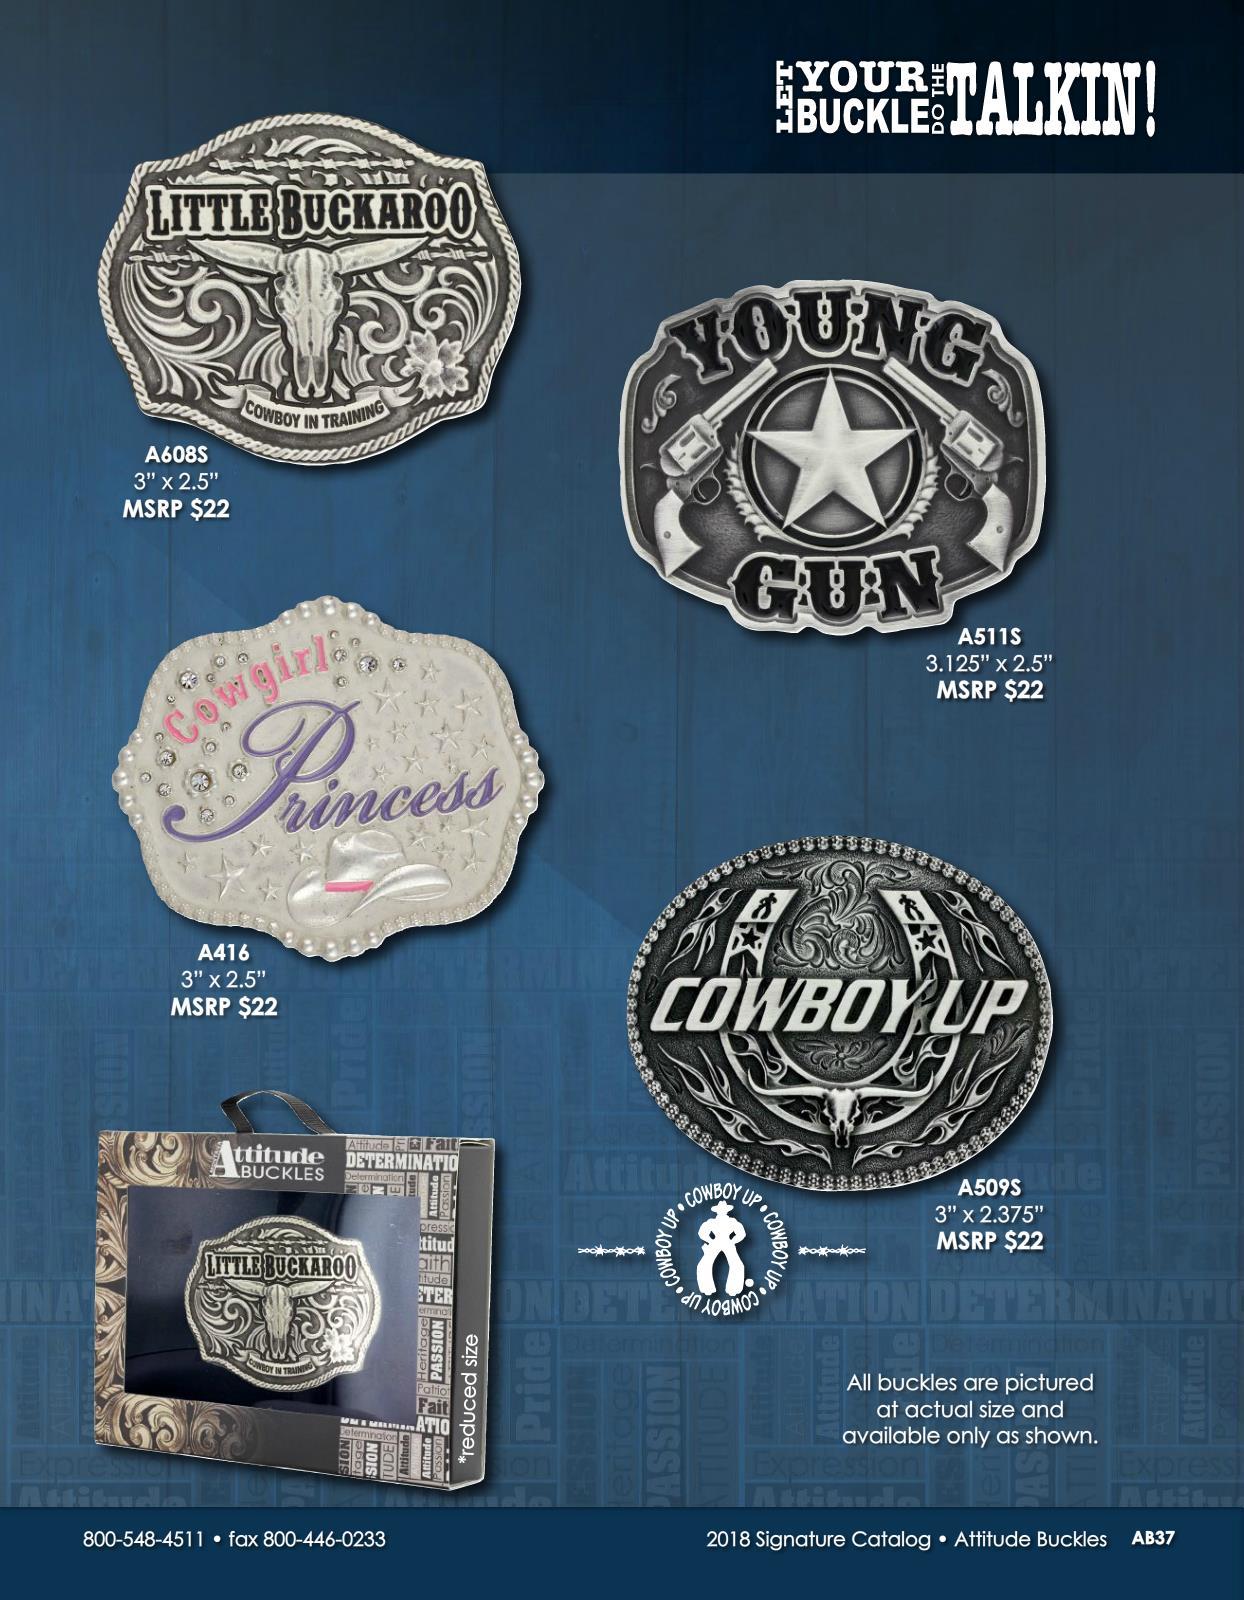 LET YOUR BUCKLE DO THE TALKIN!
LITTLE BUCKAROO
COWBOY IN TRAINING
A608S
3” x 2.5”
MSRP $22
YOUNG
GUN
A511S
3.125” x 2.5”
MSRP $22
Cowgirl
Princess
A416
3” x 2.5”
MSRP $22
COWBOY UP
A509S
3” x 2.375”
MSRP $22
COWBOY UP • COWBOY UP • COWBOY UP • COWBOY UP •
Attitude
BUCKLES
LITTLE BUCKAROO
COWBOY IN TRAINING
*reduced size
All buckles are pictured
at actual size and
available only as shown.
800-548-4511 • fax 800-446-0233
2018 Signature Catalog • Attitude Buckles AB37